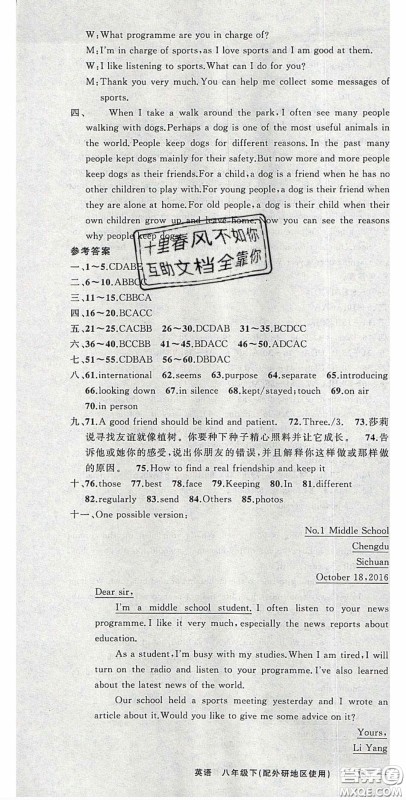 W: What programme are you in charge of?
M: I'm in charge of sports, as I love sports and I play football.
W: I like listening to sports. What can I do for you?
M: Thank you very much. You can help me collect some messages of
sports.
四、 When I take a walk around the park, I often see many people
walking with dogs. Perhaps a dog is one of the most useful animals in
the world. People keep dogs for different reasons. In the past many
people kept dogs mainly for their safety. But now more and more
people keep dogs as friends. For a child, a dog is a friend when he has no
other children to play with. For young people, a dog is their friend when
they are alone at home. For old people, a dog is their child when their
own children grow up and leave home. Now you can see the reasons
why people keep dogs
十里春风不如你
互助文档全靠你
参考答案
一、1～5. CDABB
二、6～10. ABBCC
三、11～15. CBBCA
四、16～20. BCACC
五、21～25. CACBB 26～30. DCDAB 31～35. BCDCC
六、36～40. BCCBB 41～45. DBACA 46～50. ADCAC
七、51～55. CDBAB 56～60. DBDAC
八、61. international 62. seems 63. purpose 64. separate 65. introducing
66. looking down 67. in silence 68. kept/stayed; touch 69. on air
70. in person
九、71. A good friend should be kind and patient. 72. Three. /3. 73. 莎莉
说寻找友谊就像植树。你要种下种子精心照料并让它成长。 74. 告
诉他或她你的感受,说出你朋友的错误,并且解释你这样做或那样做
的原因。 75. How to find a real friendship and keep it
十、76. those 77. best 78. face 79. Keeping 80. In 81. different
82. regularly 83. send 84. Others 85. photos
十一、One possible version:
No. 1 Middle School
Chengdu
Sichuan
October 18, 2016
Dear sir,
I'm a middle school student. I often listen to your news
programme. I like it very much, especially the news reports about
education.
As a student, I'm busy with my studies. When I am tired, I will
turn on the radio and listen to your programme. I've also learned
about the latest news of the world.
Our school held a sports meeting yesterday and I wrote an
article about it. Would you like to give me some advice?
Yours,
Li Yang
英语 八年级下(配外研地区使用)